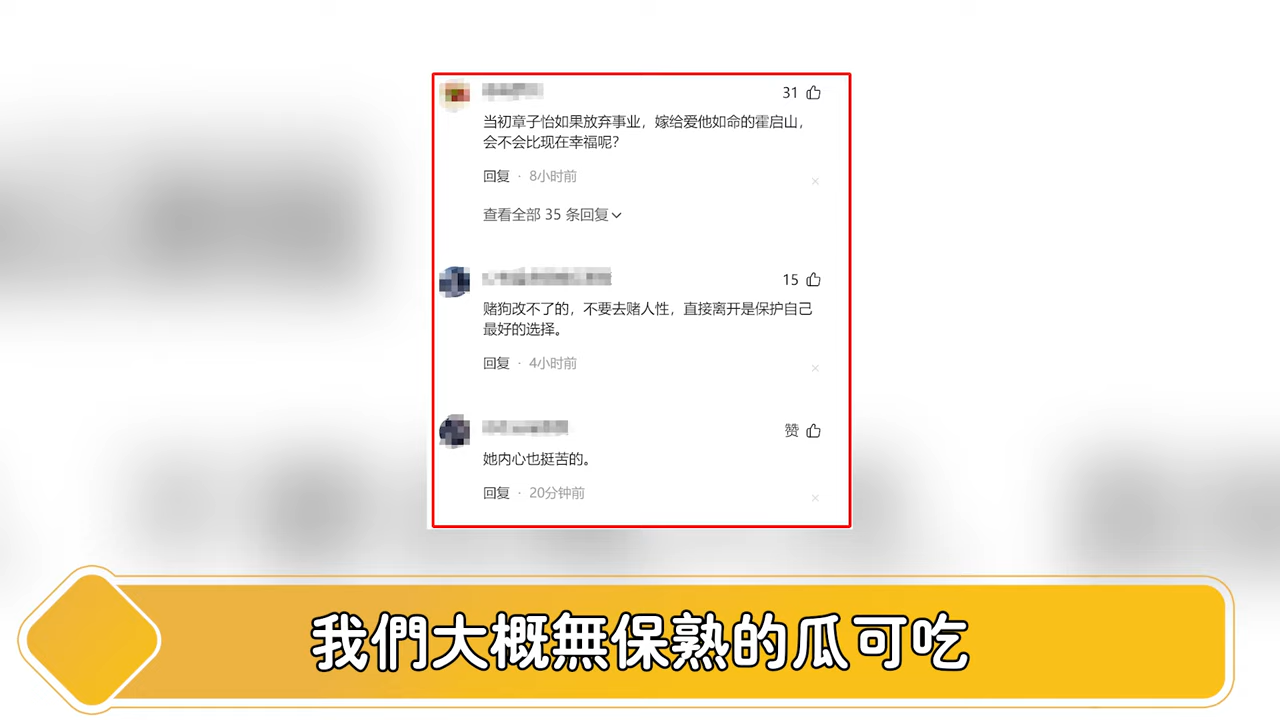 31
当初章子怡如果放弃事业，嫁给爱他如命的霍启山，
会不会比现在幸福呢?
回复 · 8小时前
查看全部 35 条回复
15
赌狗改不了的，不要去赌人性，直接离开是保护自己
最好的选择。
回复 · 4小时前
赞
她内心也挺苦的。
回复 · 20分钟前
我們大概無保熟的瓜可吃